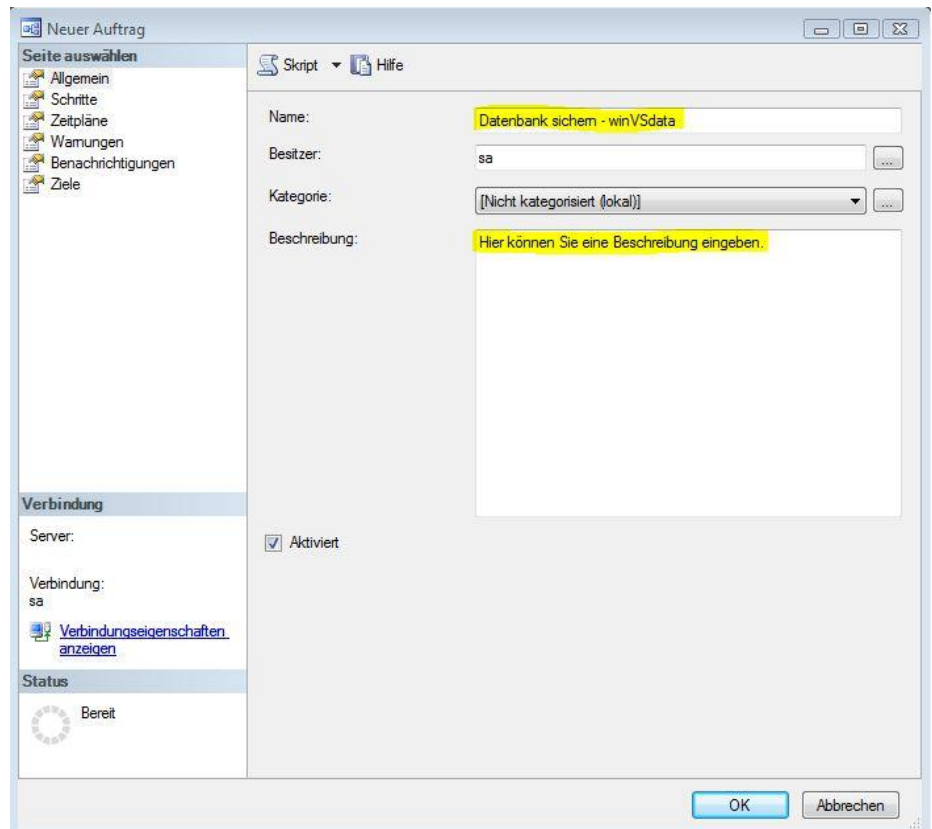 Neuer Auftrag
Seite auswählen
Allgemein
Schritte
Zeitpläne
Warnungen
Benachrichtigungen
Ziele
Skript
Hilfe
Name:
Datenbank sichern - winVSdata
Besitzer:
sa
...
Kategorie:
[Nicht kategorisiert (lokal)]
...
Beschreibung:
Hier können Sie eine Beschreibung eingeben.
Aktiviert
Verbindung
Server:
Verbindung:
sa
Verbindungseigenschaften
anzeigen
Status
Bereit
OK
Abbrechen